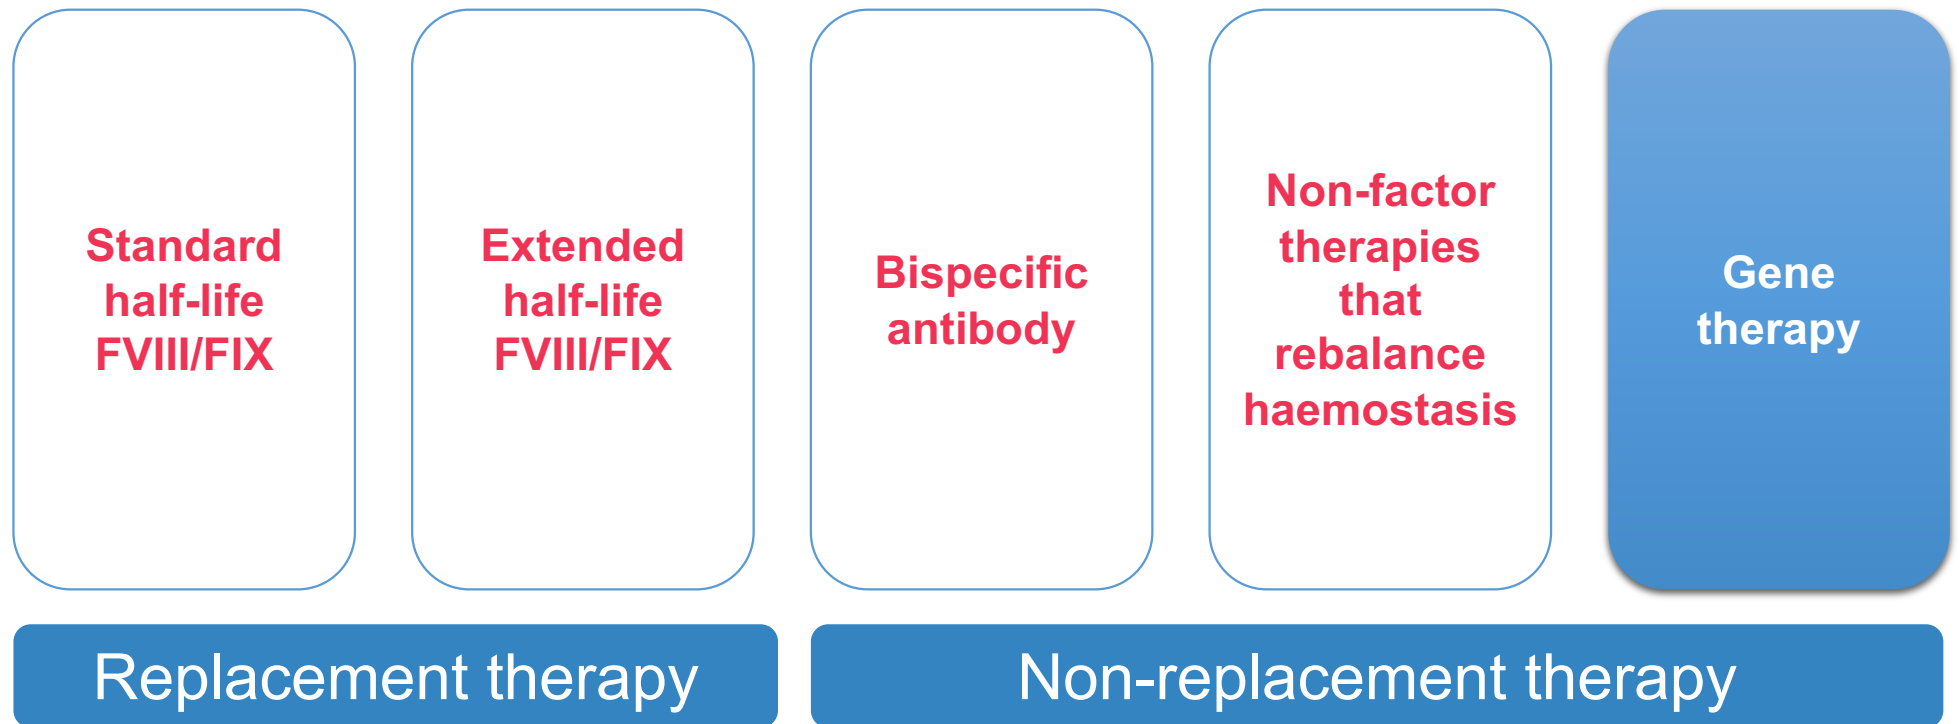 Standard
half-life
FVIII/FIX
Extended
half-life
FVIII/FIX
Bispecific
antibody
Non-factor
therapies
that
rebalance
haemostasis
Gene
therapy
Replacement therapy
Non-replacement therapy